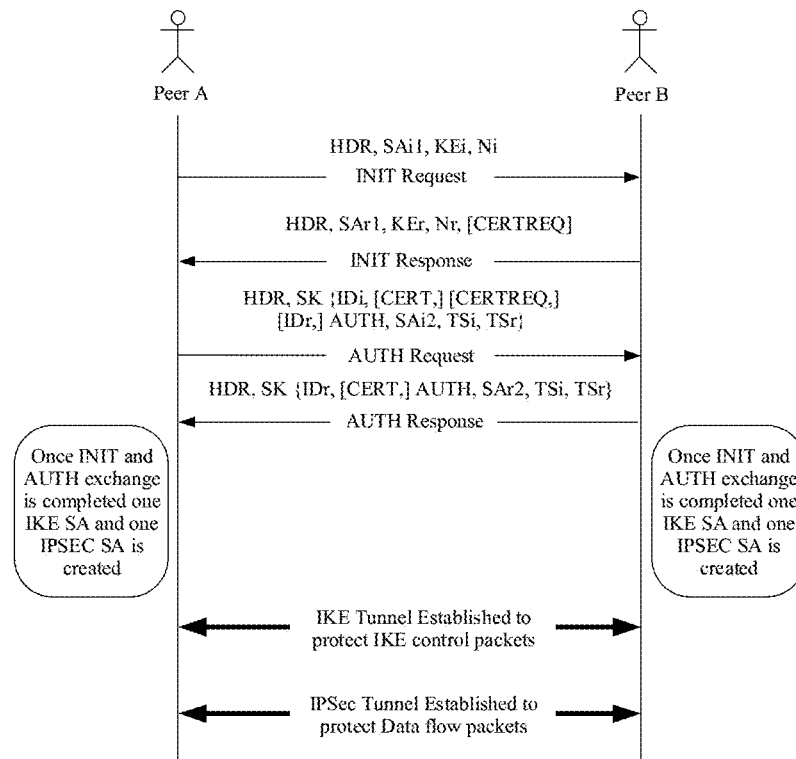 Peer A
Peer B
HDR, SAi1, KEi, Ni
INIT Request
HDR, SAr1, KEr, Nr, [CERTREQ]
INIT Response
HDR, SK {IDi, [CERT,] [CERTREQ,]
[IDr,] AUTH, SAi2, TSi, TSr}
AUTH Request
HDR, SK {IDr, [CERT,] AUTH, SAr2, TSi, TSr}
AUTH Response
Once INIT and
AUTH exchange
is completed one
IKE SA and one
IPSEC SA is
created
Once INIT and
AUTH exchange
is completed one
IKE SA and one
IPSEC SA is
created
IKE Tunnel Established to
protect IKE control packets
IPSec Tunnel Established to
protect Data flow packets